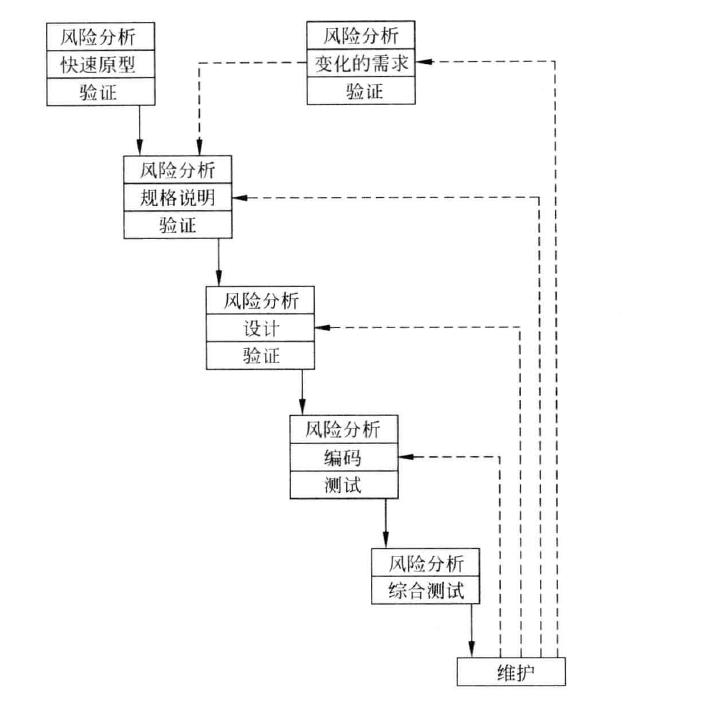 风险分析
快速原型
验证
风险分析
变化的需求
验证
风险分析
规格说明
验证
风险分析
设计
验证
风险分析
编码
测试
风险分析
综合测试
维护